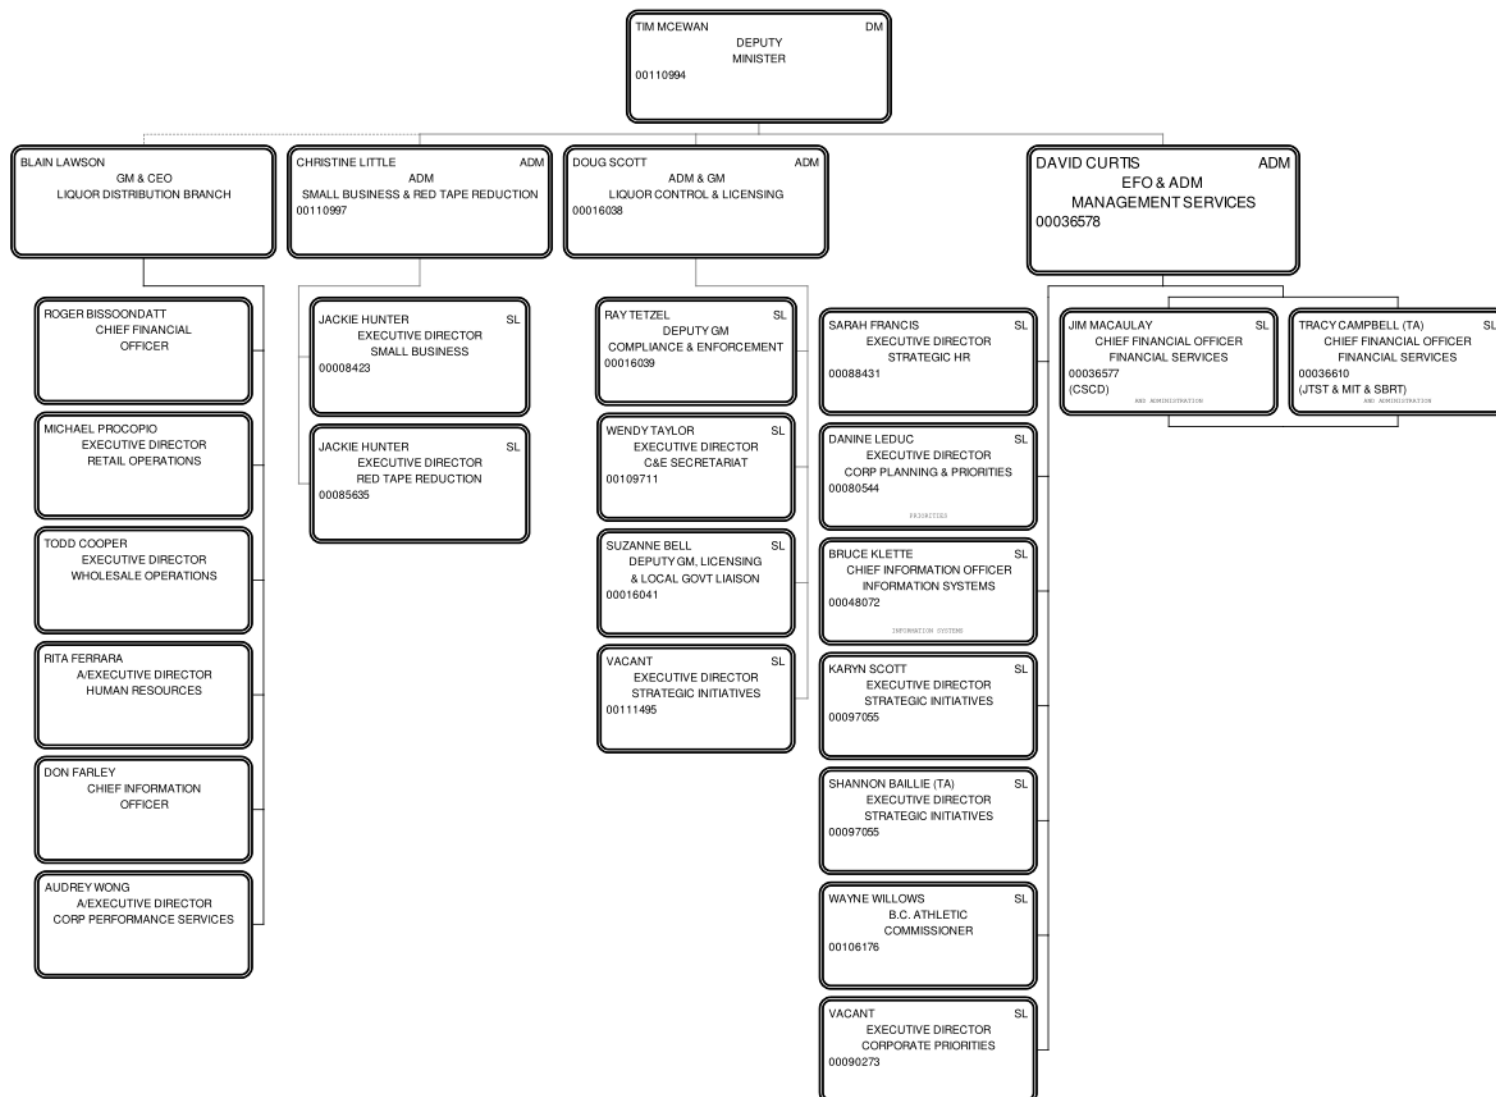 TIM MCEWAN DM
DEPUTY
MINISTER
00110994
BLAIN LAWSON
GM & CEO
LIQUOR DISTRIBUTION BRANCH
CHRISTINE LITTLE ADM
ADM
SMALL BUSINESS & RED TAPE REDUCTION
00110997
DOUG SCOTT ADM
ADM & GM
LIQUOR CONTROL & LICENSING
00016038
DAVID CURTIS ADM
EFO & ADM
MANAGEMENT SERVICES
00036578
ROGER BISSOONDATT
CHIEF FINANCIAL
OFFICER
MICHAEL PROCOPIO
EXECUTIVE DIRECTOR
RETAIL OPERATIONS
TODD COOPER
EXECUTIVE DIRECTOR
WHOLESALE OPERATIONS
RITA FERRARA
A/EXECUTIVE DIRECTOR
HUMAN RESOURCES
DON FARLEY
CHIEF INFORMATION
OFFICER
AUDREY WONG
A/EXECUTIVE DIRECTOR
CORP PERFORMANCE SERVICES
JACKIE HUNTER SL
EXECUTIVE DIRECTOR
SMALL BUSINESS
00008423
JACKIE HUNTER SL
EXECUTIVE DIRECTOR
RED TAPE REDUCTION
00085635
RAY TETZEL SL
DEPUTY GM
COMPLIANCE & ENFORCEMENT
00016039
WENDY TAYLOR SL
EXECUTIVE DIRECTOR
C&E SECRETARIAT
00109711
SUZANNE BELL SL
DEPUTY GM, LICENSING
& LOCAL GOVT LIAISON
00016041
VACANT SL
EXECUTIVE DIRECTOR
STRATEGIC INITIATIVES
00111495
SARAH FRANCIS SL
EXECUTIVE DIRECTOR
STRATEGIC HR
00088431
DANINE LEDUC SL
EXECUTIVE DIRECTOR
CORP PLANNING & PRIORITIES
00080544
PRIORITIES
BRUCE KLETTE SL
CHIEF INFORMATION OFFICER
INFORMATION SYSTEMS
00048072
INFORMATION SYSTEMS
KARYN SCOTT SL
EXECUTIVE DIRECTOR
STRATEGIC INITIATIVES
00097055
SHANNON BAILLIE (TA) SL
EXECUTIVE DIRECTOR
STRATEGIC INITIATIVES
00097055
WAYNE WILLOWS SL
B.C. ATHLETIC
COMMISSIONER
00106176
VACANT SL
EXECUTIVE DIRECTOR
CORPORATE PRIORITIES
00090273
JIM MACAULAY SL
CHIEF FINANCIAL OFFICER
FINANCIAL SERVICES
00036577
(CSCD)
AND ADMINISTRATION
TRACY CAMPBELL (TA) SL
CHIEF FINANCIAL OFFICER
FINANCIAL SERVICES
00036610
(JTST & MIT & SBRT)
AND ADMINISTRATION